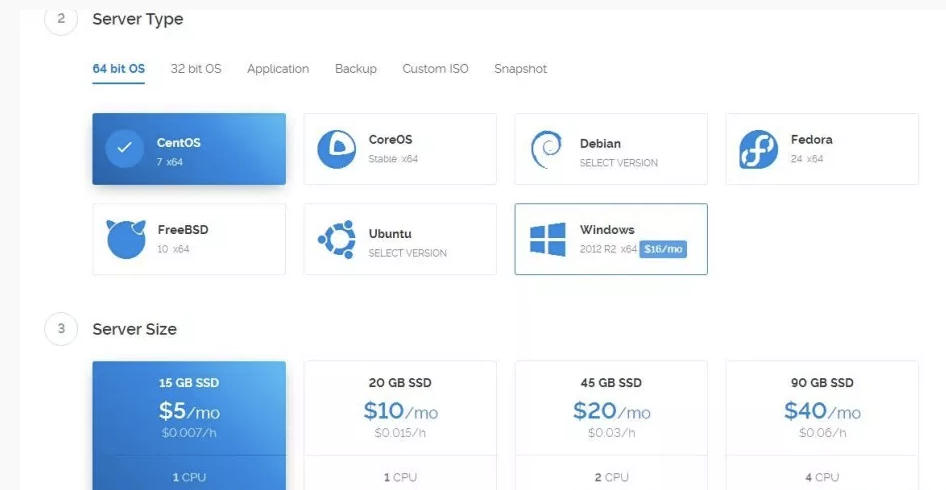 2 Server Type
64 bit OS 32 bit OS Application Backup Custom ISO Snapshot
CentOS
7 x64
CoreOS
Stable x64
Debian
SELECT VERSION
Fedora
24 x64
FreeBSD
10 x64
Ubuntu
SELECT VERSION
Windows
2012 R2 x64 $16/mo
3 Server Size
15 GB SSD
$5/mo
$0.007/h
1 CPU
20 GB SSD
$10/mo
$0.015/h
1 CPU
45 GB SSD
$20/mo
$0.03/h
2 CPU
90 GB SSD
$40/mo
$0.06/h
4 CPU